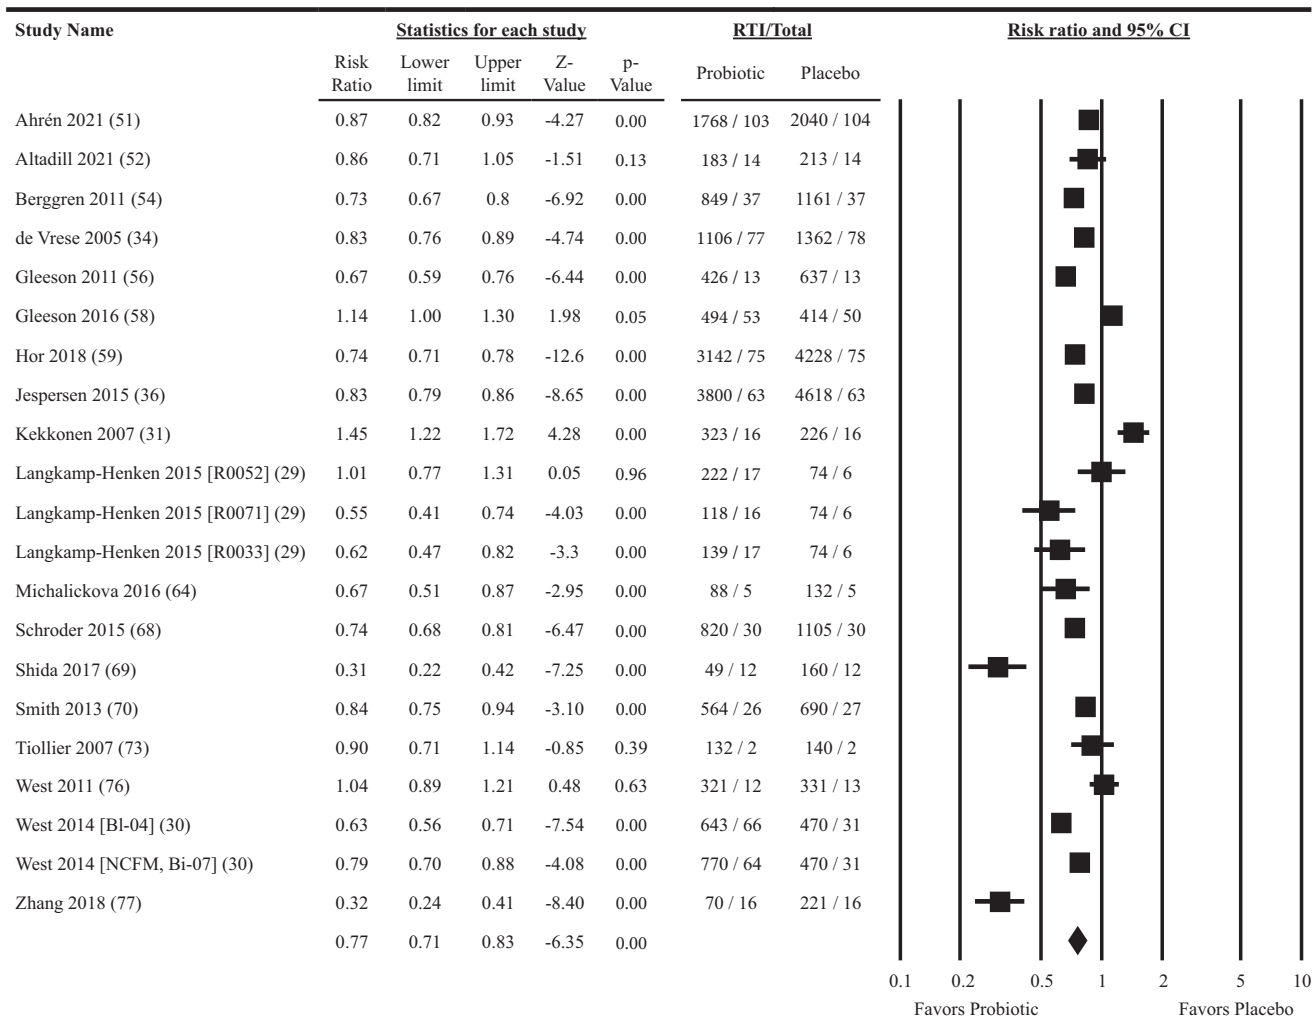 Study Name Statistics for each study RTI/Total Risk ratio and 95% CI
Risk Lower Upper Z- p-
Ratio limit limit Value Value Probiotic Placebo
Ahrén 2021 (51) 0.87 0.82 0.93 -4.27 0.00 1768 / 103 2040 / 104
Altadill 2021 (52) 0.86 0.71 1.05 -1.51 0.13 183 / 14 213 / 14
Berggren 2011 (54) 0.73 0.67 0.8 -6.92 0.00 849 / 37 1161 / 37
de Vrese 2005 (34) 0.83 0.76 0.89 -4.74 0.00 1106 / 77 1362 / 78
Gleeson 2011 (56) 0.67 0.59 0.76 -6.44 0.00 426 / 13 637 / 13
Gleeson 2016 (58) 1.14 1.00 1.30 1.98 0.05 494 / 53 414 / 50
Hor 2018 (59) 0.74 0.71 0.78 -12.6 0.00 3142 / 75 4228 / 75
Jespersen 2015 (36) 0.83 0.79 0.86 -8.65 0.00 3800 / 63 4618 / 63
Kekkonen 2007 (31) 1.45 1.22 1.72 4.28 0.00 323 / 16 226 / 16
Langkamp-Henken 2015 [R0052] (29) 1.01 0.77 1.31 0.05 0.96 222 / 17 74 / 6
Langkamp-Henken 2015 [R0071] (29) 0.55 0.41 0.74 -4.03 0.00 118 / 16 74 / 6
Langkamp-Henken 2015 [R0033] (29) 0.62 0.47 0.82 -3.3 0.00 139 / 17 74 / 6
Michalickova 2016 (64) 0.67 0.51 0.87 -2.95 0.00 88 / 5 132 / 5
Schroder 2015 (68) 0.74 0.68 0.81 -6.47 0.00 820 / 30 1105 / 30
Shida 2017 (69) 0.31 0.22 0.42 -7.25 0.00 49 / 12 160 / 12
Smith 2013 (70) 0.84 0.75 0.94 -3.10 0.00 564 / 26 690 / 27
Tiollier 2007 (73) 0.90 0.71 1.14 -0.85 0.39 132 / 2 140 / 2
West 2011 (76) 1.04 0.89 1.21 0.48 0.63 321 / 12 331 / 13
West 2014 [Bl-04] (30) 0.63 0.56 0.71 -7.54 0.00 643 / 66 470 / 31
West 2014 [NCFM, Bi-07] (30) 0.79 0.70 0.88 -4.08 0.00 770 / 64 470 / 31
Zhang 2018 (77) 0.32 0.24 0.41 -8.40 0.00 70 / 16 221 / 16
0.77 0.71 0.83 -6.35 0.00
0.1 0.2 0.5 1 2 5 10
Favors Probiotic Favors Placebo